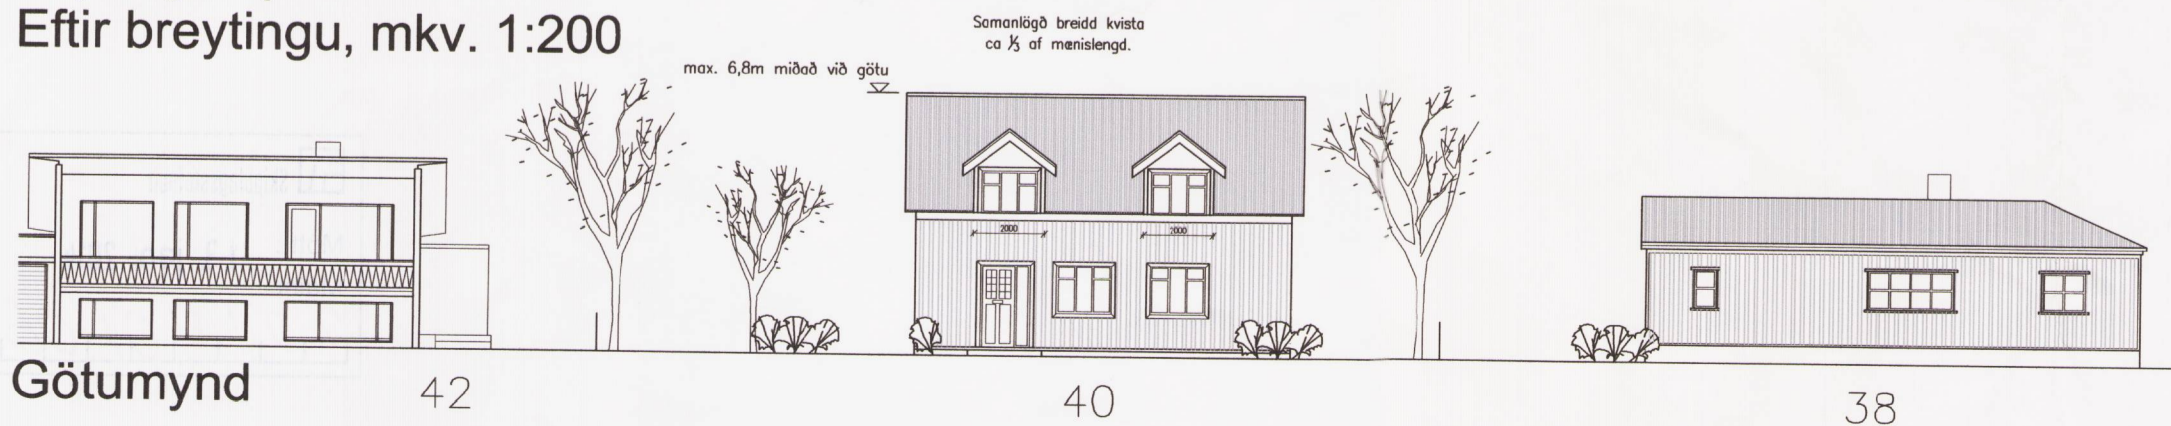 Eftir breytingu, mkv. 1:200
Samanlögð breidd kvista
ca ⅓ af mænislengd.
max. 6,8m miðað við götu
2000
2000
Götumynd
42
40
38